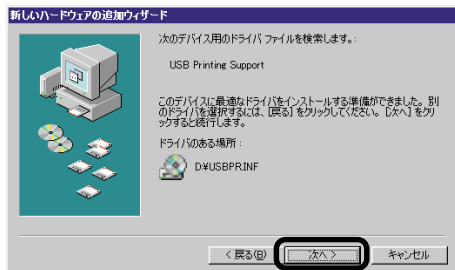 新しいハードウェアの追加ウィザード
次のデバイス用のドライバ ファイルを検索します。:
USB Printing Support
このデバイスに最適なドライバをインストールする準備ができました。別
のドライバを選択するには、[戻る] をクリックしてください。[次へ] をクリ
ックすると続行します。
ドライバのある場所:
D:¥USBPR.INF
< 戻る(B) 次へ > キャンセル